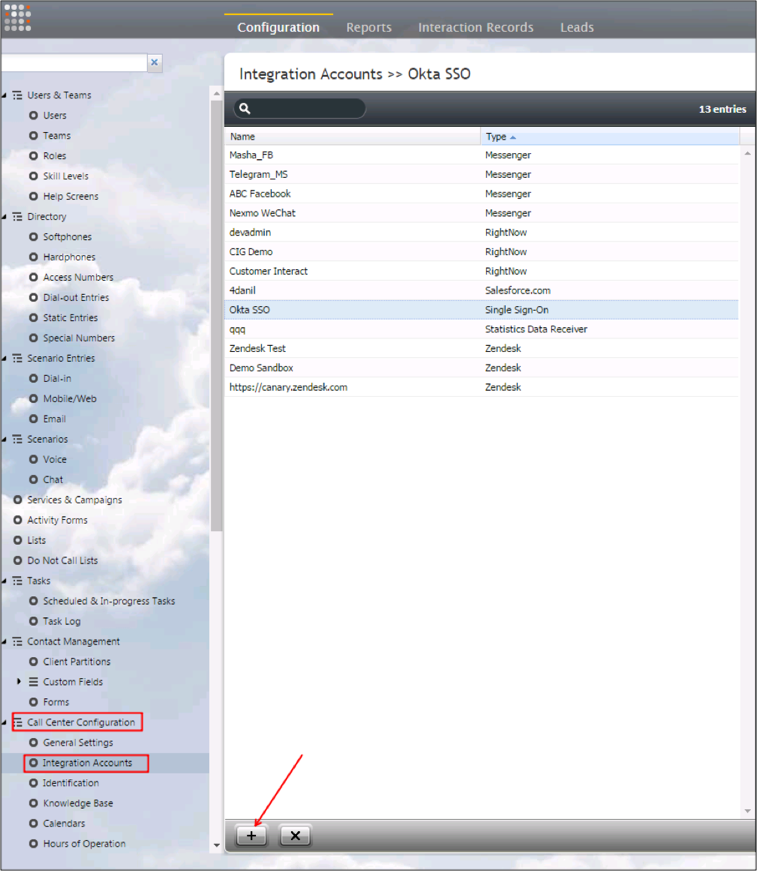 Configuration Reports Interaction Records Leads
Integration Accounts >> Okta SSO
13 entries
Name Type
Masha_FB Messenger
Telegram_MS Messenger
ABC Facebook Messenger
Nexmo WeChat Messenger
devadmin RightNow
CIG Demo RightNow
Customer Interact RightNow
4danil Salesforce.com
Okta SSO Single Sign-On
qqq Statistics Data Receiver
Zendesk Test Zendesk
Demo Sandbox Zendesk
https://canary.zendesk.com Zendesk
Users & Teams
Users
Teams
Roles
Skill Levels
Help Screens
Directory
Softphones
Hardphones
Access Numbers
Dial-out Entries
Static Entries
Special Numbers
Scenario Entries
Dial-in
Mobile/Web
Email
Scenarios
Voice
Chat
Services & Campaigns
Activity Forms
Lists
Do Not Call Lists
Tasks
Scheduled & In-progress Tasks
Task Log
Contact Management
Client Partitions
Custom Fields
Forms
Call Center Configuration
General Settings
Integration Accounts
Identification
Knowledge Base
Calendars
Hours of Operation